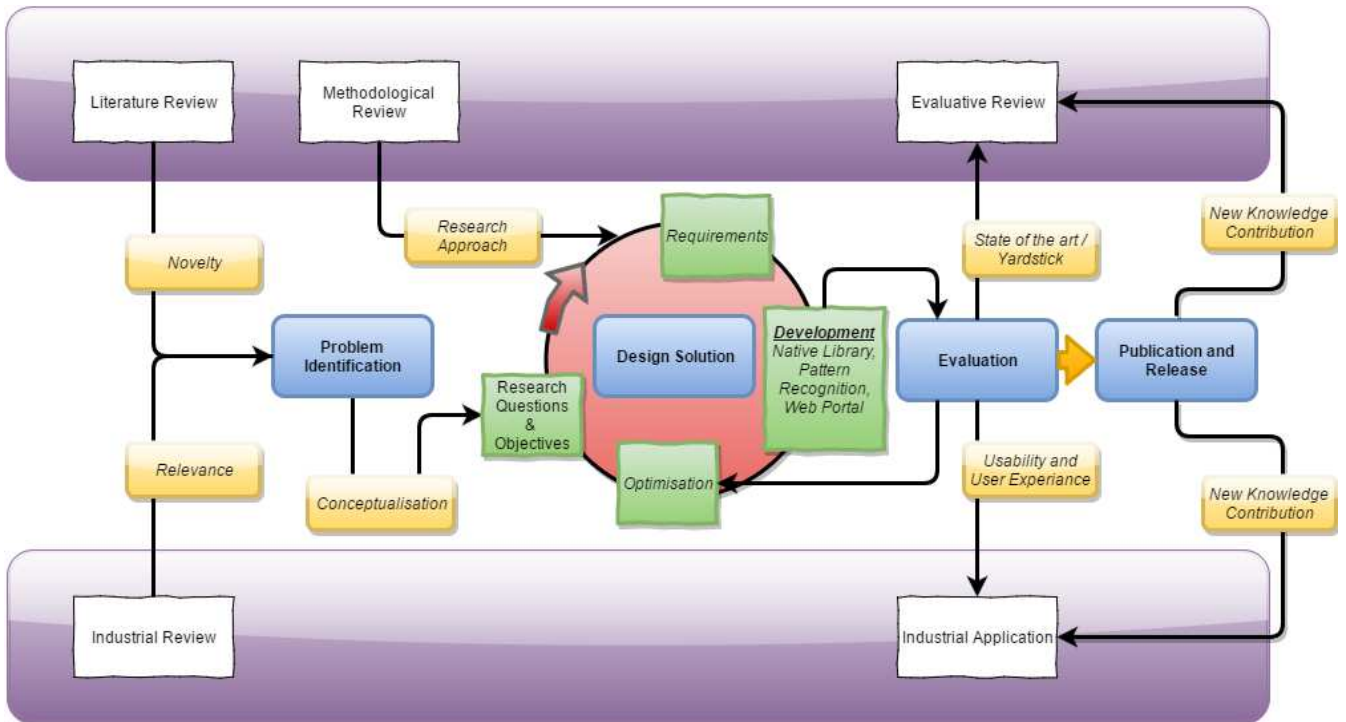 Literature Review
Methodological
Review
Evaluative Review
Novelty
Research
Approach
Requirements
State of the art /
Yardstick
New Knowledge
Contribution
Problem
Identification
Design Solution
Development
Native Library,
Pattern
Recognition,
Web Portal
Evaluation
Publication and
Release
Research
Questions
&
Objectives
Relevance
Conceptualisation
Optimisation
Usability and
User Experiance
New Knowledge
Contribution
Industrial Review
Industrial Application